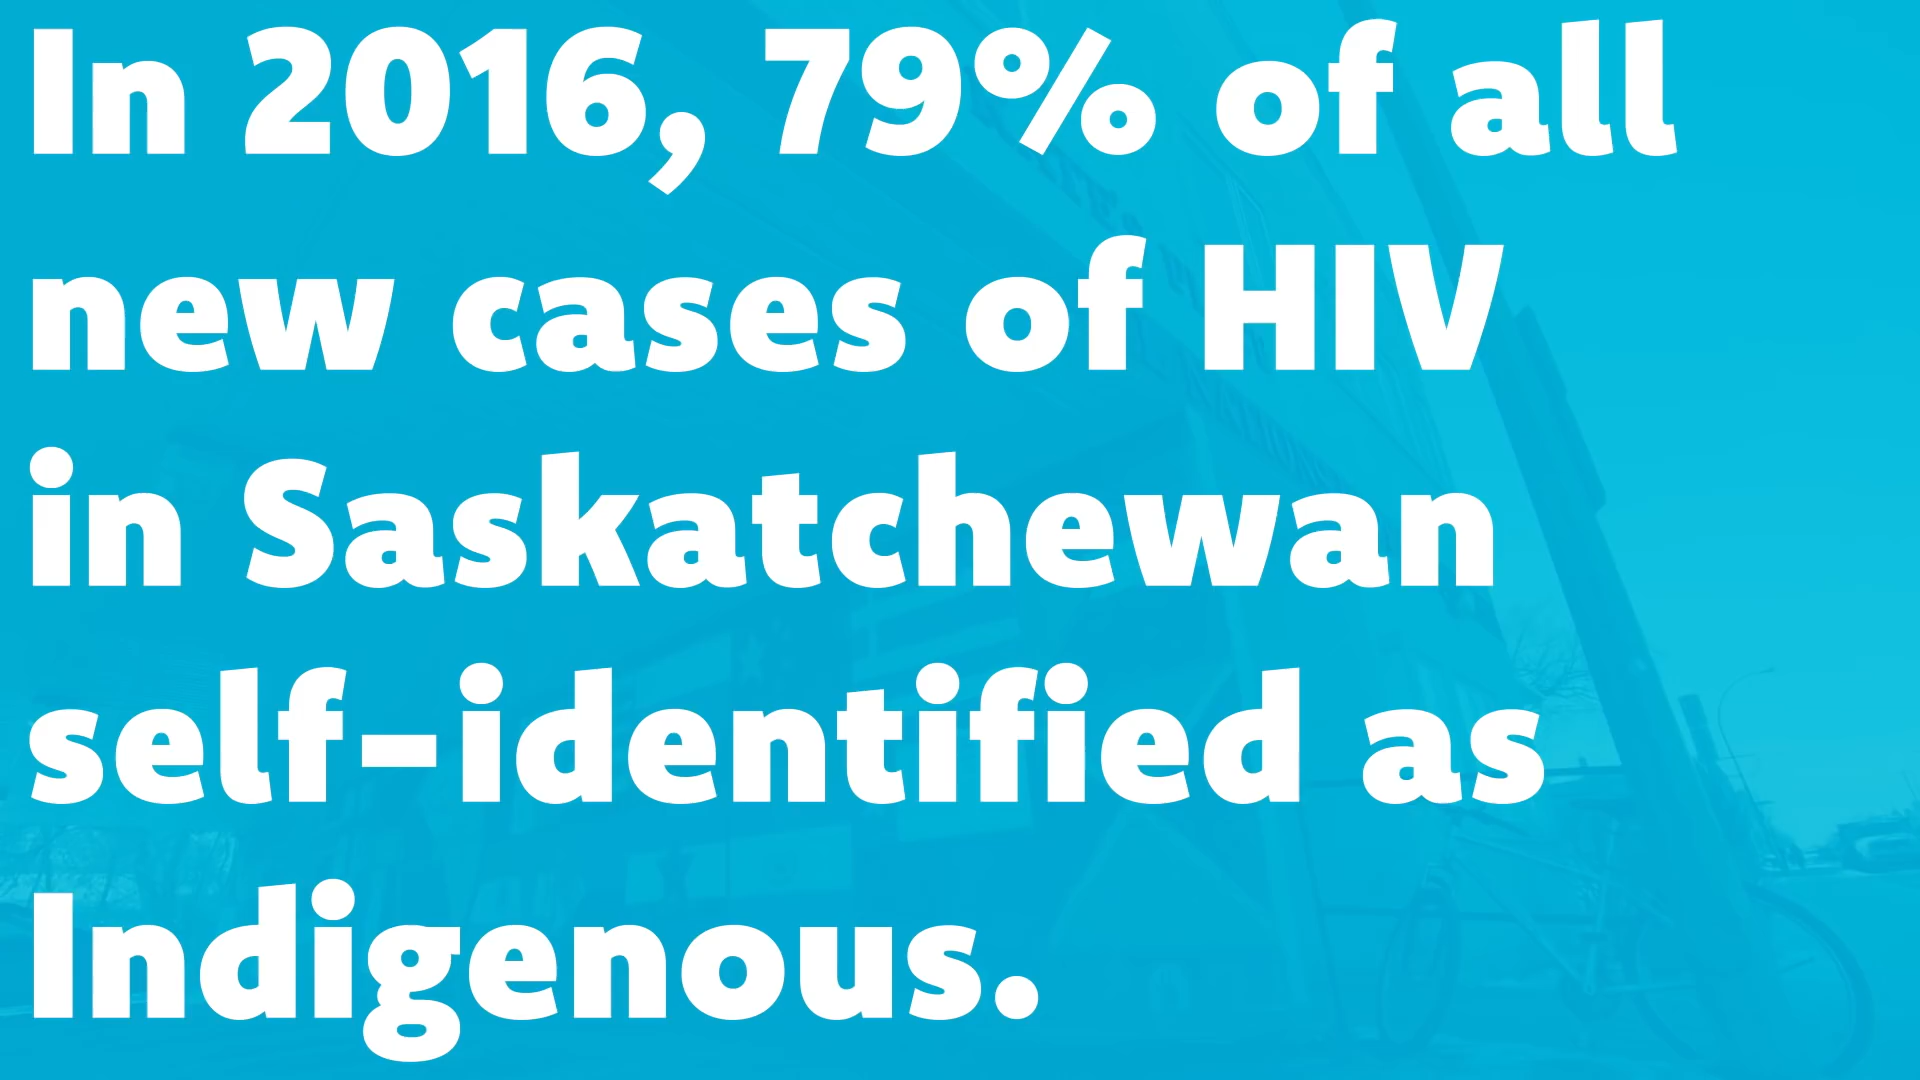 In 2016, 79% of all
new cases of HIV
in Saskatchewan
self-identified as
Indigenous.